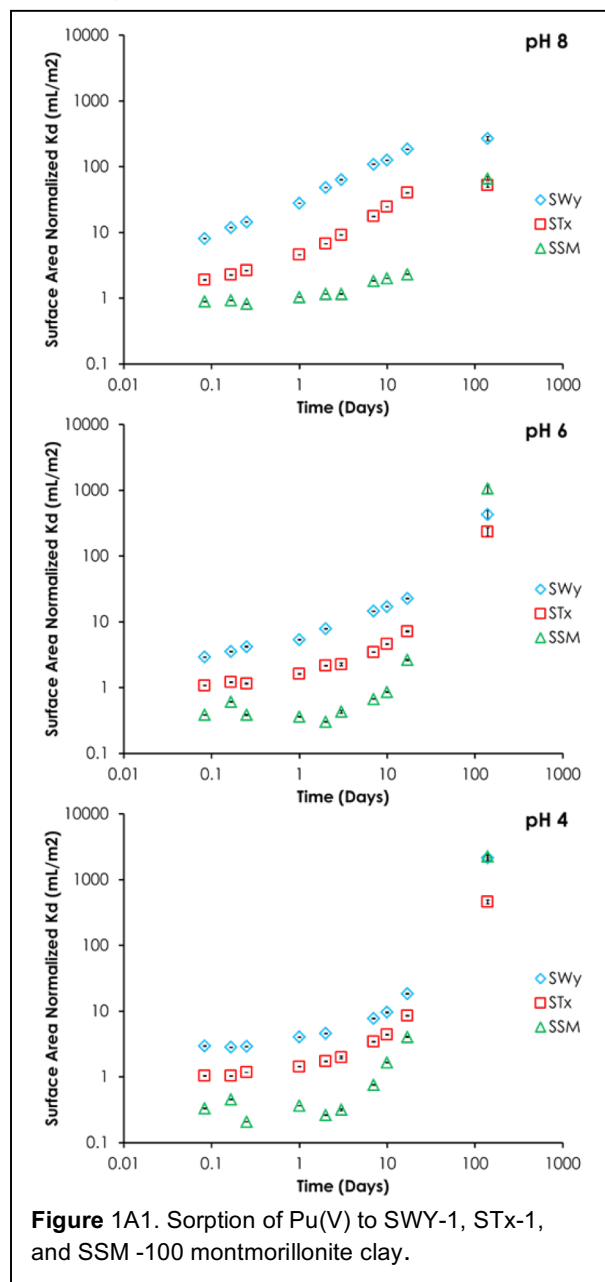 pH 8
Surface Area Normalized Kd (mL/m2)
10000
1000
100
10
1
0.1
0.01
0.1
1
10
100
1000
Time (Days)
SWy
STx
SSM
pH 6
Surface Area Normalized Kd (mL/m2)
10000
1000
100
10
1
0.1
0.01
0.1
1
10
100
1000
Time (Days)
SWy
STx
SSM
pH 4
Surface Area Normalized Kd (mL/m2)
10000
1000
100
10
1
0.1
0.01
0.1
1
10
100
1000
Time (Days)
SWy
STx
SSM
Figure 1A1. Sorption of Pu(V) to SWY-1, STx-1,
and SSM -100 montmorillonite clay.